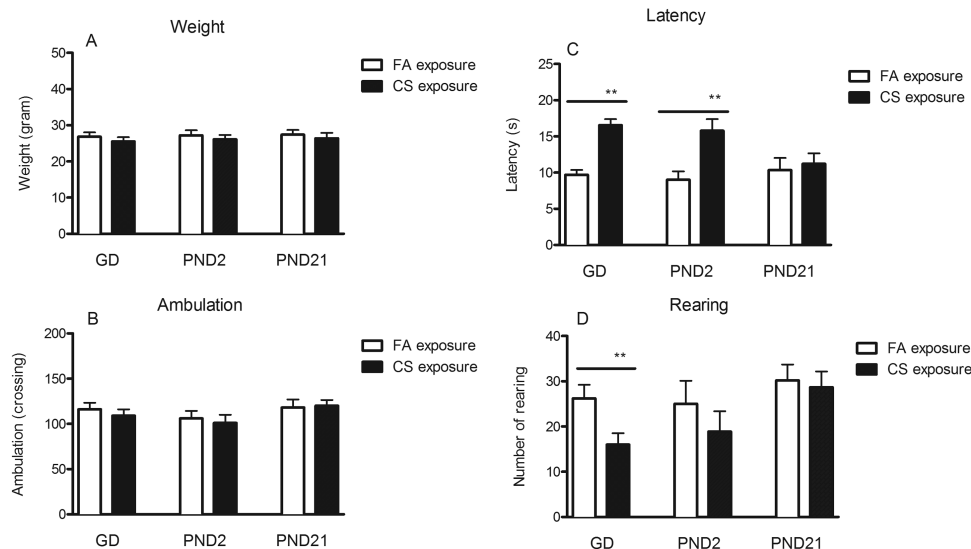 A
Weight
50
40
30
20
10
0
Weight (gram)
GD
PND2
PND21
FA exposure
CS exposure
Latency
C
25
20
15
10
5
0
Latency (s)
**
**
GD
PND2
PND21
FA exposure
CS exposure
Ambulation
B
200
150
100
50
0
Ambulation (crossing)
GD
PND2
PND21
FA exposure
CS exposure
Rearing
D
40
30
20
10
0
Number of rearing
**
GD
PND2
PND21
FA exposure
CS exposure